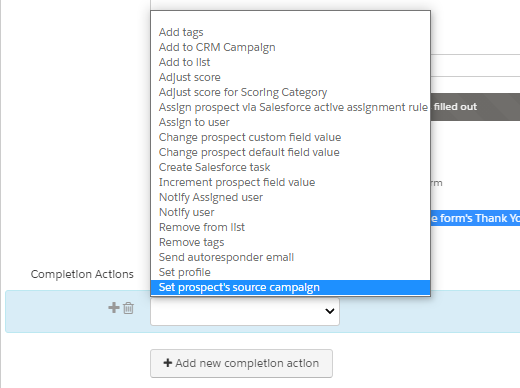 Add tags
Add to CRM Campaign
Add to list
Adjust score
Adjust score for Scoring Category
Assign prospect via Salesforce active assignment rule
filled out
Assign to user
Change prospect custom field value
Change prospect default field value
Create Salesforce task
Increment prospect field value
rm
Notify Assigned user
Notify user
e form's Thank Yo
Remove from list
Remove tags
Send autoresponder email
Set profile
Completion Actions
Set prospect's source campaign
Add new completion action